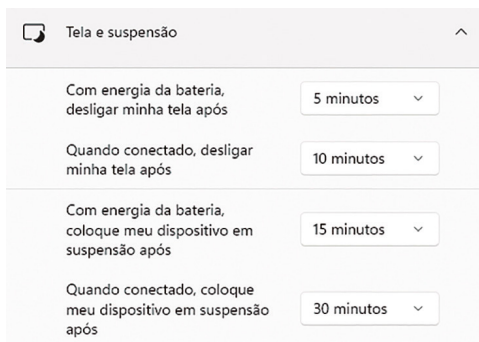 Tela e suspensão
Com energia da bateria,
desligar minha tela após
5 minutos
Quando conectado, desligar
minha tela após
10 minutos
Com energia da bateria,
coloque meu dispositivo em
suspensão após
15 minutos
Quando conectado, coloque
meu dispositivo em suspensão
após
30 minutos